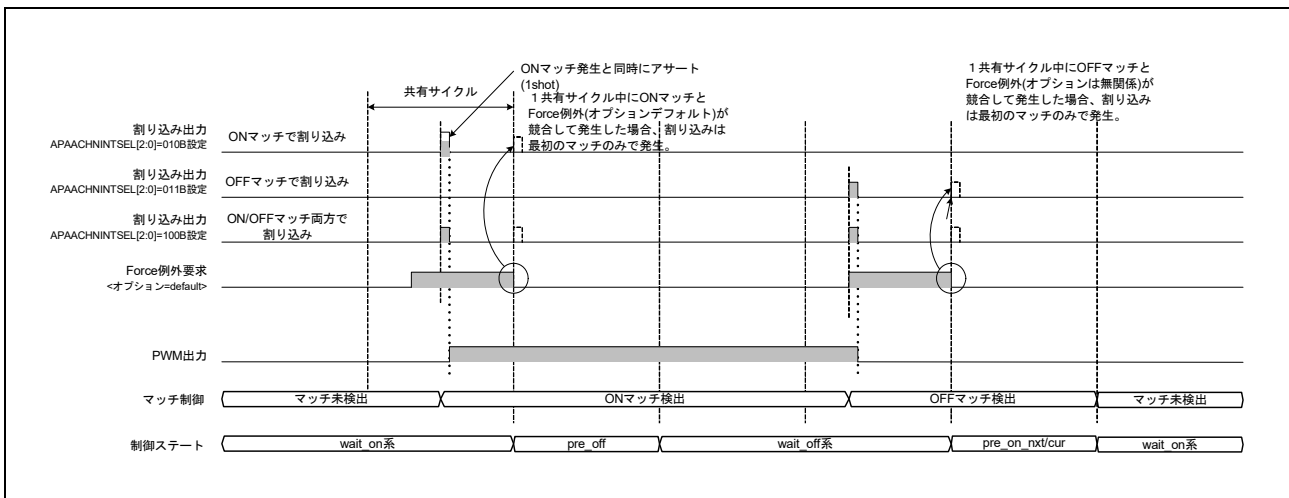 ONマッチ発生と同時にアサート
(1shot)
共有サイクル
１共有サイクル中にONマッチと
Force例外(オプションデフォルト)が
競合して発生した場合、割り込みは
最初のマッチのみで発生。
１共有サイクル中にOFFマッチと
Force例外(オプションは無関係)が
競合して発生した場合、割り込み
は最初のマッチのみで発生。
割り込み出力
APAACHNINTSEL[2:0]=010B設定
ONマッチで割り込み
割り込み出力
APAACHNINTSEL[2:0]=011B設定
OFFマッチで割り込み
割り込み出力
APAACHNINTSEL[2:0]=100B設定
ON/OFFマッチ両方で
割り込み
Force例外要求
<オプション=default>
PWM出力
マッチ制御
マッチ未検出
ONマッチ検出
OFFマッチ検出
マッチ未検出
制御ステート
wait_on系
pre_off
wait_off系
pre_on_nxt/cur
wait_on系